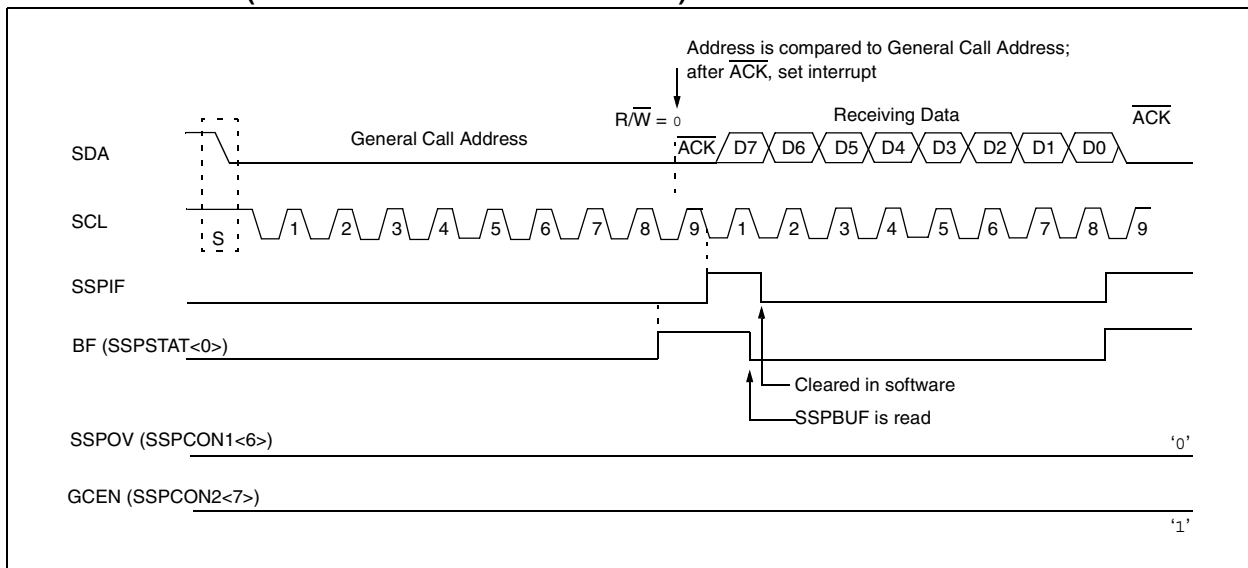 Address is compared to General Call Address;
after ACK, set interrupt
R/W = 0
General Call Address
Receiving Data
ACK
SDA
ACK D7 D6 D5 D4 D3 D2 D1 D0
SCL
S
1 2 3 4 5 6 7 8 9 1 2 3 4 5 6 7 8 9
SSPIF
BF (SSPSTAT<0>)
Cleared in software
SSPBUF is read
SSPOV (SSPCON1<6>)
‘0’
GCEN (SSPCON2<7>)
‘1’